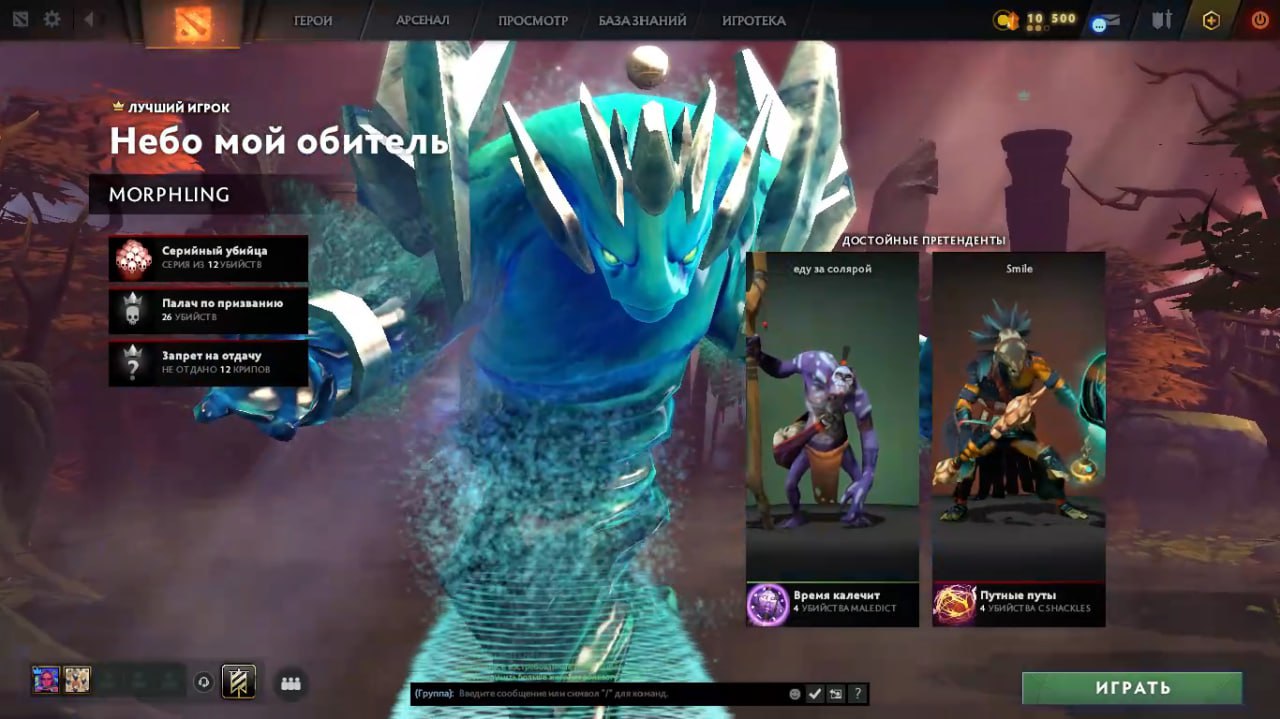 ГЕРОИ
АРСЕНАЛ
ПРОСМОТР
БАЗА ЗНАНИЙ
ИГРОТЕКА
10 500
ЛУЧШИЙ ИГРОК
Небо мой обитель
MORPHLING
Серийный убийца
СЕРИЯ ИЗ 12 УБИЙСТВ
Палач по призванию
26 УБИЙСТВ
Запрет на отдачу
НЕ ОТДАНО 12 КРИПОВ
ДОСТОЙНЫЕ ПРЕТЕНДЕНТЫ
еду за солярой
Smile
Время калечит
4 УБИЙСТВА MALEDICT
Путные путы
4 УБИЙСТВА С SHACKLES
(Группа): Введите сообщение или символ "/" для команд.
?
ИГРАТЬ